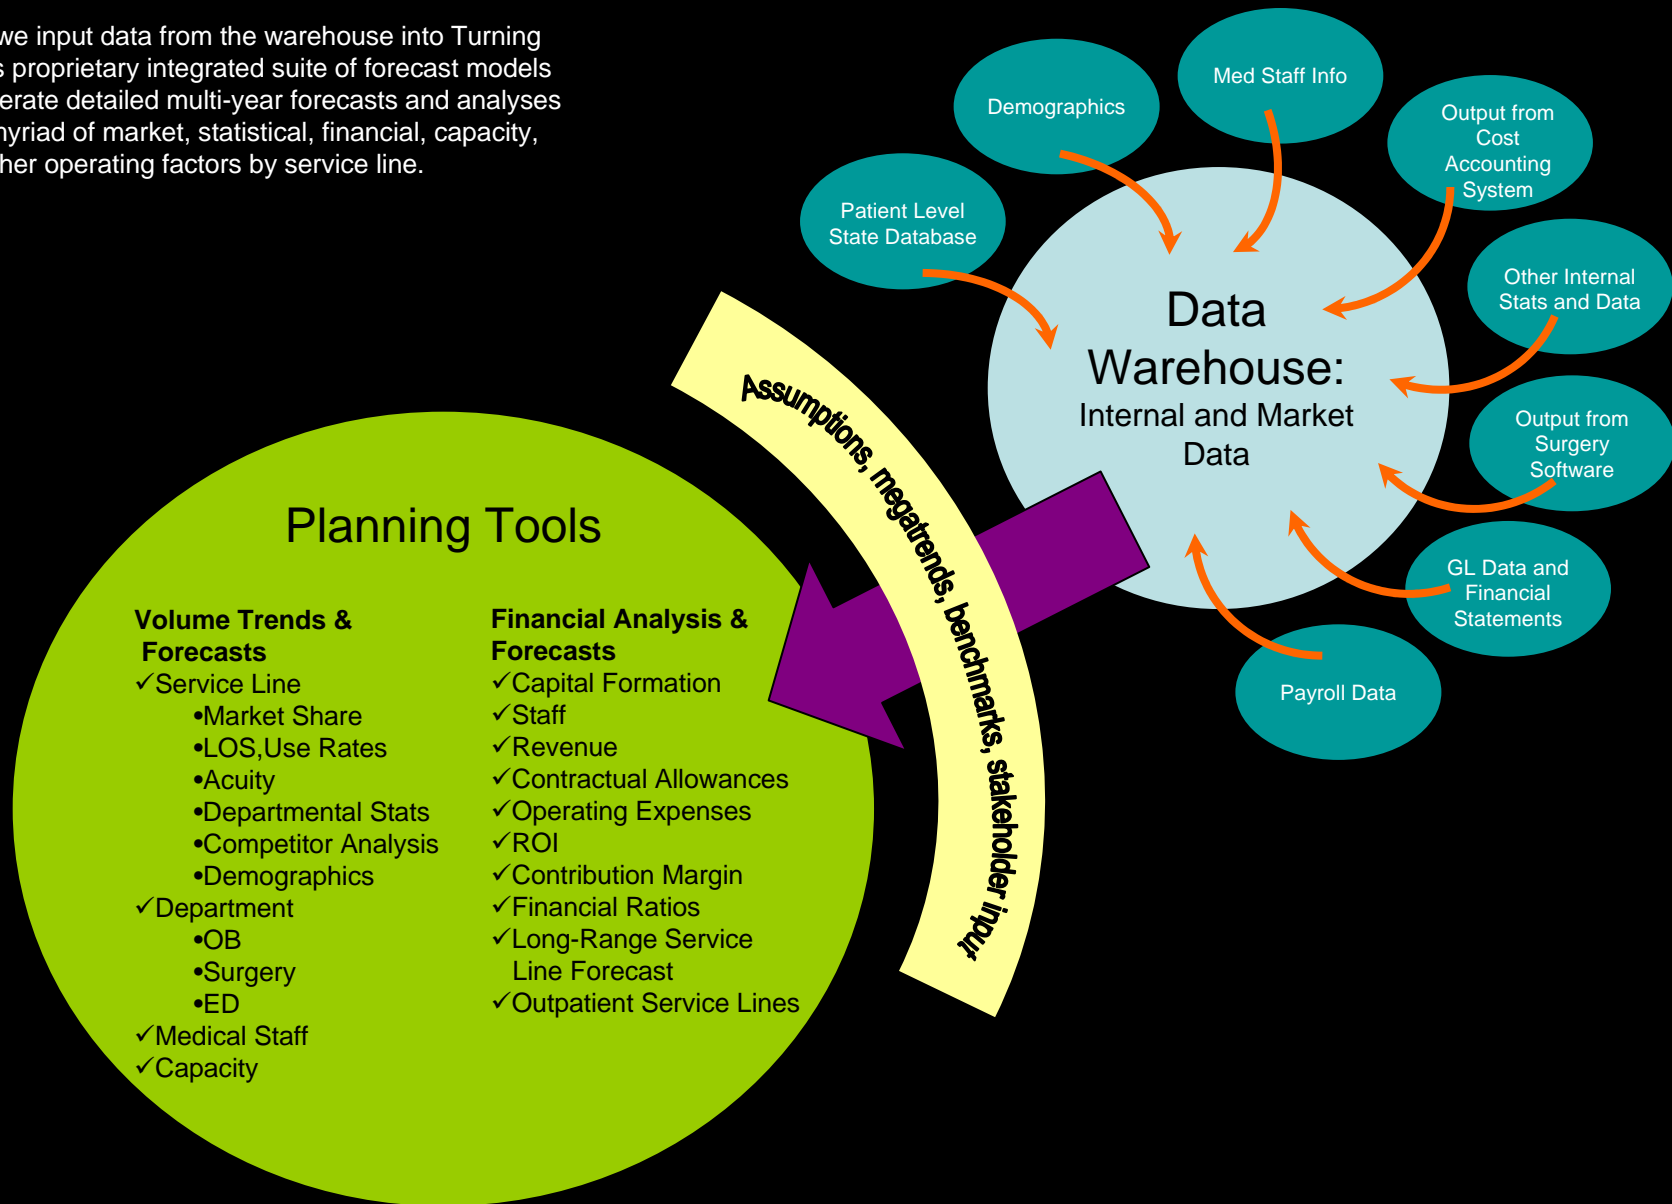 we input data from the warehouse into Turning
s proprietary integrated suite of forecast models
erate detailed multi-year forecasts and analyses
nyriad of market, statistical, financial, capacity,
ther operating factors by service line.
Demographics
Med Staff Info
Output from
Cost
Accounting
System
Patient Level
State Database
Other Internal
Stats and Data
Data
Warehouse:
Internal and Market
Data
Output from
Surgery
Software
GL Data and
Financial
Statements
Payroll Data
Assumptions, megatrends, benchmarks, stakeholder input
Planning Tools
Volume Trends &
Forecasts
✓Service Line
•Market Share
•LOS,Use Rates
•Acuity
•Departmental Stats
•Competitor Analysis
•Demographics
✓Department
•OB
•Surgery
•ED
✓Medical Staff
✓Capacity
Financial Analysis &
Forecasts
✓Capital Formation
✓Staff
✓Revenue
✓Contractual Allowances
✓Operating Expenses
✓ROI
✓Contribution Margin
✓Financial Ratios
✓Long-Range Service
Line Forecast
✓Outpatient Service Lines